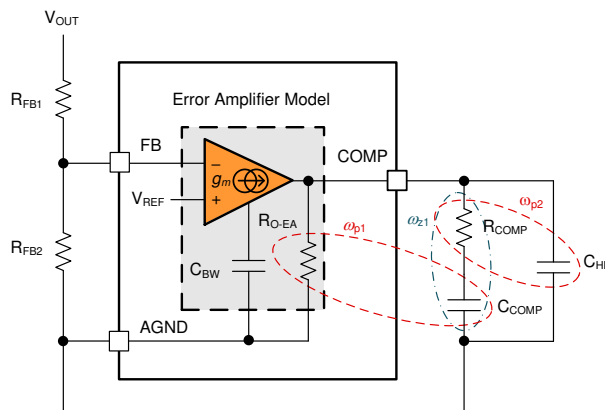 VOUT
RFB1
Error Amplifier Model
FB
COMP
gm
−
+
VREF
RO-EA
ωp1
ωz1
ωp2
RCOMP
RFB2
CBW
CHF
CCOMP
AGND